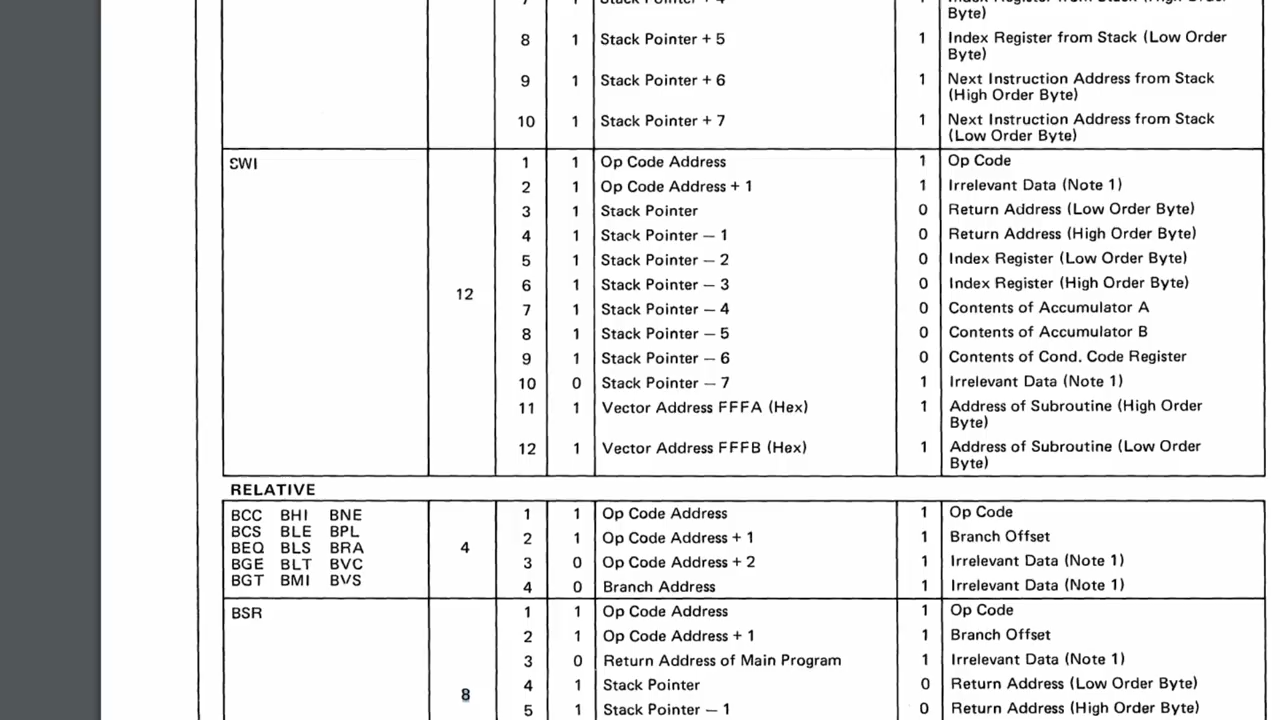 7 1 Stack Pointer + 4 1 Index Register from Stack (High Order
Byte)
8 1 Stack Pointer + 5 1 Index Register from Stack (Low Order
Byte)
9 1 Stack Pointer + 6 1 Next Instruction Address from Stack
(High Order Byte)
10 1 Stack Pointer + 7 1 Next Instruction Address from Stack
(Low Order Byte)
SWI 12
1 1 Op Code Address 1 Op Code
2 1 Op Code Address + 1 1 Irrelevant Data (Note 1)
3 1 Stack Pointer 0 Return Address (Low Order Byte)
4 1 Stack Pointer — 1 0 Return Address (High Order Byte)
5 1 Stack Pointer — 2 0 Index Register (Low Order Byte)
6 1 Stack Pointer — 3 0 Index Register (High Order Byte)
7 1 Stack Pointer — 4 0 Contents of Accumulator A
8 1 Stack Pointer — 5 0 Contents of Accumulator B
9 1 Stack Pointer — 6 0 Contents of Cond. Code Register
10 0 Stack Pointer — 7 1 Irrelevant Data (Note 1)
11 1 Vector Address FFFA (Hex) 1 Address of Subroutine (High Order
Byte)
12 1 Vector Address FFFB (Hex) 1 Address of Subroutine (Low Order
Byte)
RELATIVE
BCC BHI BNE
BCS BLE BPL
BEQ BLS BRA
BGE BLT BVC
BGT BMI BVS
4
1 1 Op Code Address 1 Op Code
2 1 Op Code Address + 1 1 Branch Offset
3 0 Op Code Address + 2 1 Irrelevant Data (Note 1)
4 0 Branch Address 1 Irrelevant Data (Note 1)
BSR 8
1 1 Op Code Address 1 Op Code
2 1 Op Code Address + 1 1 Branch Offset
3 0 Return Address of Main Program 1 Irrelevant Data (Note 1)
4 1 Stack Pointer 0 Return Address (Low Order Byte)
5 1 Stack Pointer — 1 0 Return Address (High Order Byte)